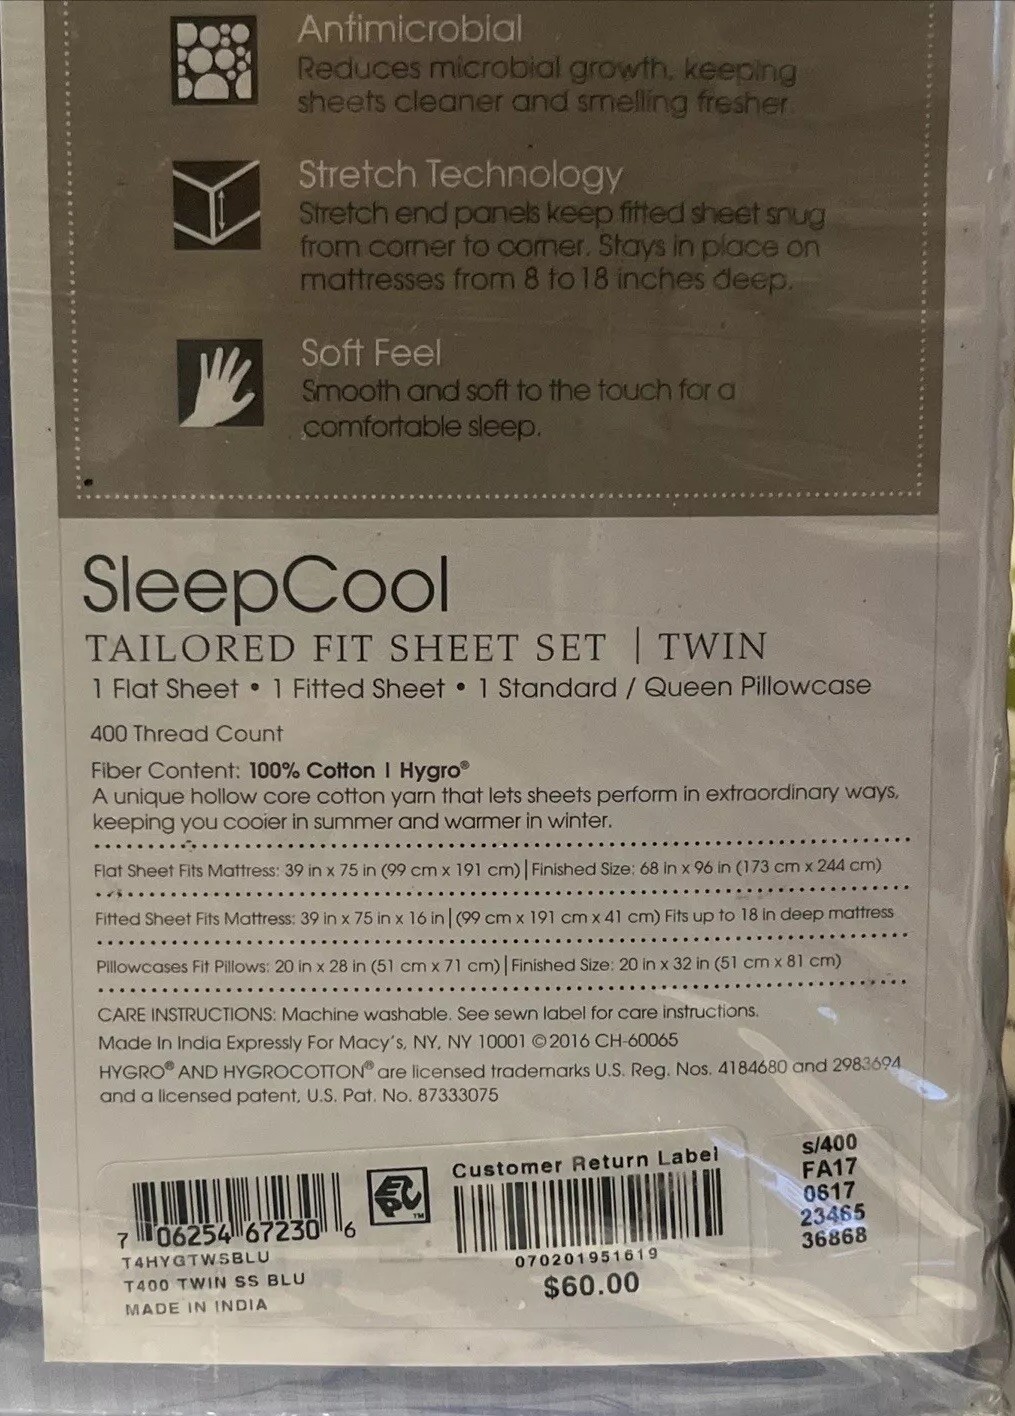 Antimicrobial
Reduces microbial growth, keeping
sheets cleaner and smelling fresher.
Stretch Technology
Stretch end panels keep fitted sheet snug
from corner to corner. Stays in place on
mattresses from 8 to 18 inches deep.
Soft Feel
Smooth and soft to the touch for a
comfortable sleep.
SleepCool
TAILORED FIT SHEET SET | TWIN
1 Flat Sheet • 1 Fitted Sheet • 1 Standard / Queen Pillowcase
400 Thread Count
Fiber Content: 100% Cotton | Hygro®
A unique hollow core cotton yarn that lets sheets perform in extraordinary ways,
keeping you cooler in summer and warmer in winter.
Flat Sheet Fits Mattress: 39 in x 75 in (99 cm x 191 cm) | Finished Size: 68 in x 96 in (173 cm x 244 cm)
Fitted Sheet Fits Mattress: 39 in x 75 in x 16 in | (99 cm x 191 cm x 41 cm) Fits up to 18 in deep mattress
Pillowcases Fit Pillows: 20 in x 28 in (51 cm x 71 cm) | Finished Size: 20 in x 32 in (51 cm x 81 cm)
CARE INSTRUCTIONS: Machine washable. See sewn label for care instructions.
Made In India Expressly For Macy's, NY, NY 10001 ©2016 CH-60065
HYGRO® AND HYGROCOTTON® are licensed trademarks U.S. Reg. Nos. 4184680 and 2983694
and a licensed patent, U.S. Pat. No. 87333075
7 06254 67230 6
T4HYGTWSBLU
T400 TWIN SS BLU
MADE IN INDIA
EPC TM
Customer Return Label
070201951619
$60.00
s/400
FA17
0617
23465
36868